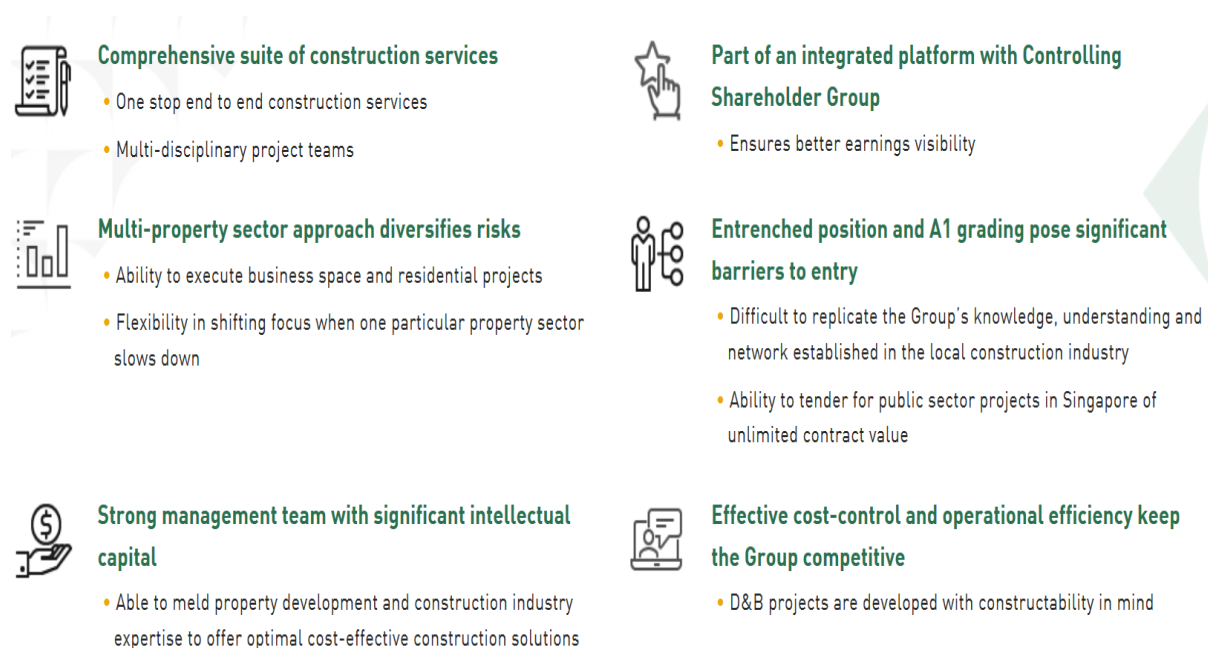 Comprehensive suite of construction services
• One stop end to end construction services
• Multi-disciplinary project teams
Part of an integrated platform with Controlling
Shareholder Group
• Ensures better earnings visibility
Multi-property sector approach diversifies risks
• Ability to execute business space and residential projects
• Flexibility in shifting focus when one particular property sector
slows down
Entrenched position and A1 grading pose significant
barriers to entry
• Difficult to replicate the Group's knowledge, understanding and
network established in the local construction industry
• Ability to tender for public sector projects in Singapore of
unlimited contract value
$
Strong management team with significant intellectual
capital
• Able to meld property development and construction industry
expertise to offer optimal cost-effective construction solutions
Effective cost-control and operational efficiency keep
the Group competitive
• D&B projects are developed with constructability in mind